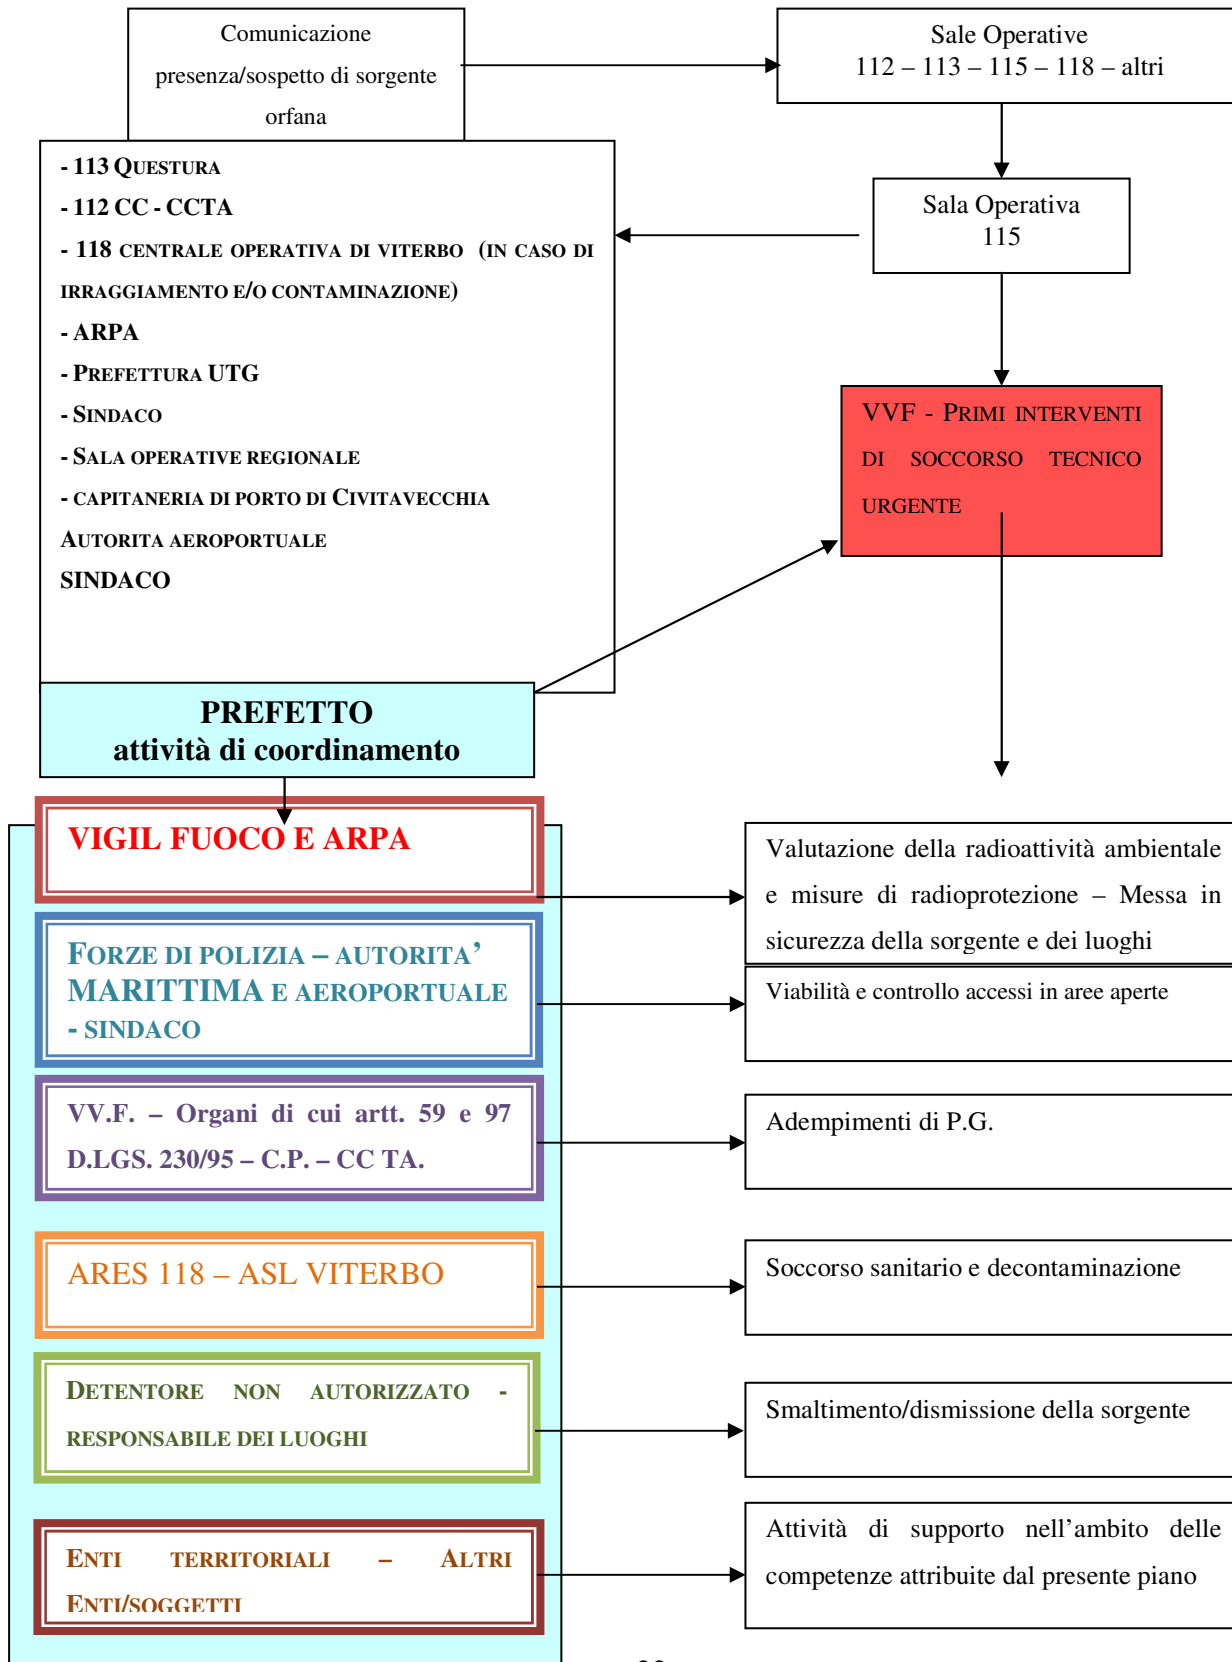 Comunicazione
presenza/sospetto di sorgente
orfana
Sale Operative
112 – 113 – 115 – 118 – altri
Sala Operativa
115
- 113 QUESTURA
- 112 CC - CCTA
- 118 CENTRALE OPERATIVA DI VITERBO (IN CASO DI
IRRAGGIAMENTO E/O CONTAMINAZIONE)
- ARPA
- PREFETTURA UTG
- SINDACO
- SALA OPERATIVE REGIONALE
- CAPITANERIA DI PORTO DI CIVITAVECCHIA
AUTORITA AEROPORTUALE
SINDACO
VVF - PRIMI INTERVENTI
DI SOCCORSO TECNICO
URGENTE
PREFETTO
attività di coordinamento
VIGIL FUOCO E ARPA
Valutazione della radioattività ambientale
e misure di radioprotezione – Messa in
sicurezza della sorgente e dei luoghi
FORZE DI POLIZIA – AUTORITA'
MARITTIMA E AEROPORTUALE
- SINDACO
Viabilità e controllo accessi in aree aperte
VV.F. – Organi di cui artt. 59 e 97
D.LGS. 230/95 – C.P. – CC TA.
Adempimenti di P.G.
ARES 118 – ASL VITERBO
Soccorso sanitario e decontaminazione
DETENTORE NON AUTORIZZATO -
RESPONSABILE DEI LUOGHI
Smaltimento/dismissione della sorgente
ENTI TERRITORIALI – ALTRI
ENTI/SOGGETTI
Attività di supporto nell'ambito delle
competenze attribuite dal presente piano